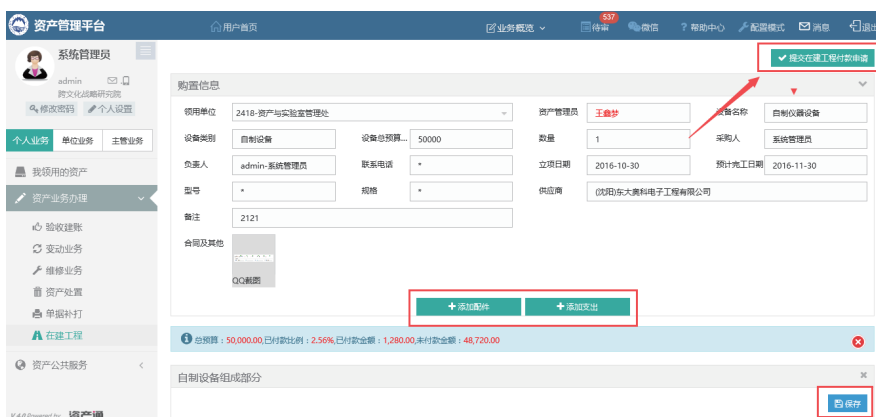 资产管理平台 用户首页 业务概览 537 待审 微信 ? 帮助中心 配置模式 消息 退出
系统管理员
admin
跨文化战略研究院
修改密码 个人设置
提交在建工程付款申请
个人业务 单位业务 主管业务
我领用的资产
资产业务办理
验收建账
变动业务
维修业务
资产处置
单据补打
在建工程
资产公共服务
V 4.0 Powered by 资产通
购置信息
领用单位 2418-资产与实验室管理处 资产管理员 王鑫梦 设备名称 自制仪器设备
设备类别 自制设备 设备总预算... 50000 数量 1 采购人 系统管理员
负责人 admin-系统管理员 联系电话 * 立项日期 2016-10-30 预计完工日期 2016-11-30
型号 * 规格 * 供应商 (沈阳)东大奥科电子工程有限公司
备注 2121
合同及其他
QQ截图
+添加配件 +添加支出
总预算：50,000.00,已付款比例：2.56%,已付款金额：1,280.00,未付款金额：48,720.00
自制设备组成部分
保存